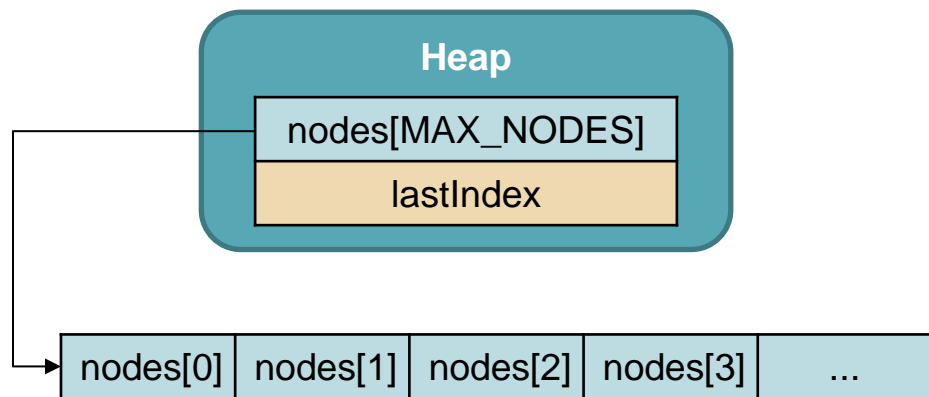 Heap
nodes[MAX_NODES]
lastIndex
nodes[0] nodes[1] nodes[2] nodes[3] ...